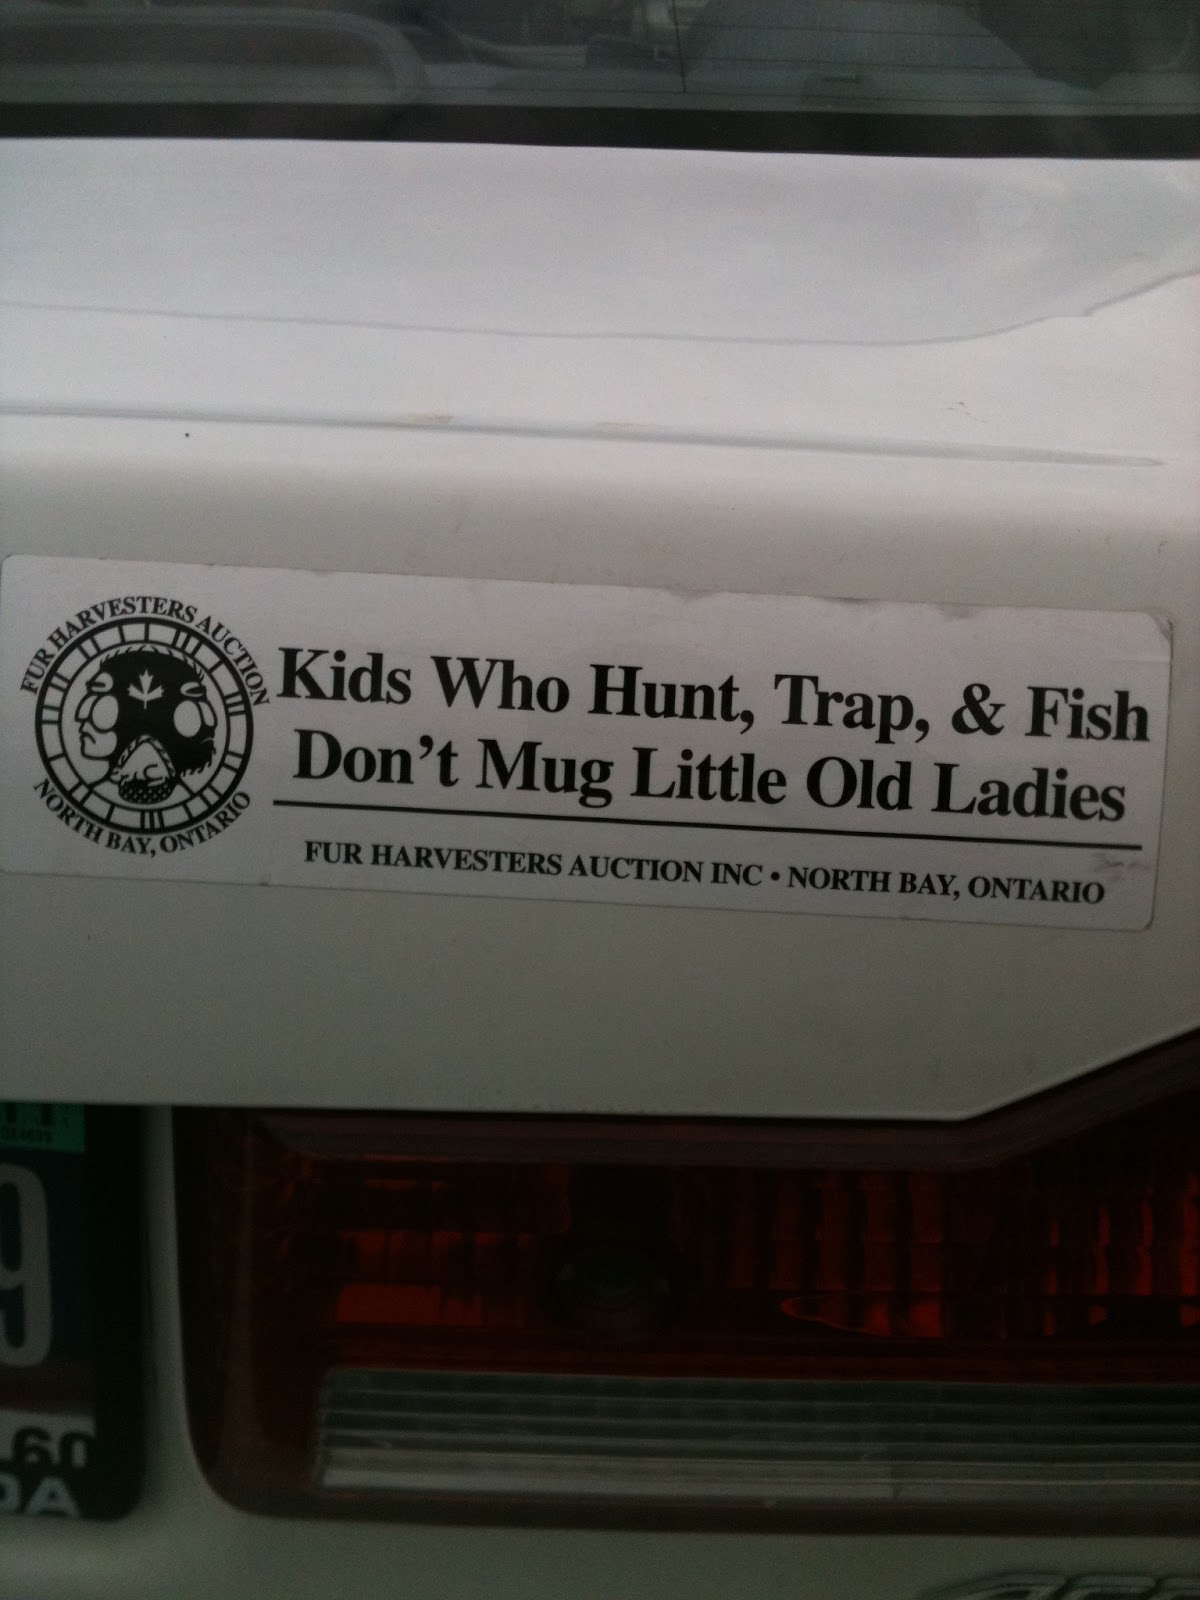 FUR HARVESTERS AUCTION
NORTH BAY, ONTARIO
Kids Who Hunt, Trap, & Fish
Don't Mug Little Old Ladies
FUR HARVESTERS AUCTION INC • NORTH BAY, ONTARIO
9